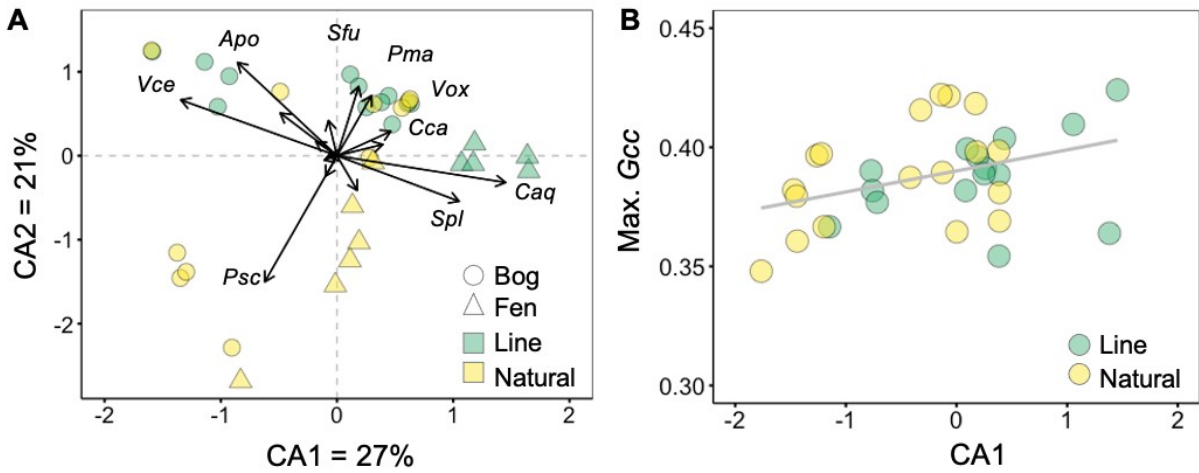 A
Sfu
Apo
Pma
Vce
Vox
Cca
Caq
Spl
Psc
1
0
-1
-2
CA2 = 21%
Bog
Fen
Line
Natural
-2
-1
0
1
2
CA1 = 27%
B
0.45
0.40
0.35
0.30
Max. Gcc
Line
Natural
-2
-1
0
1
2
CA1